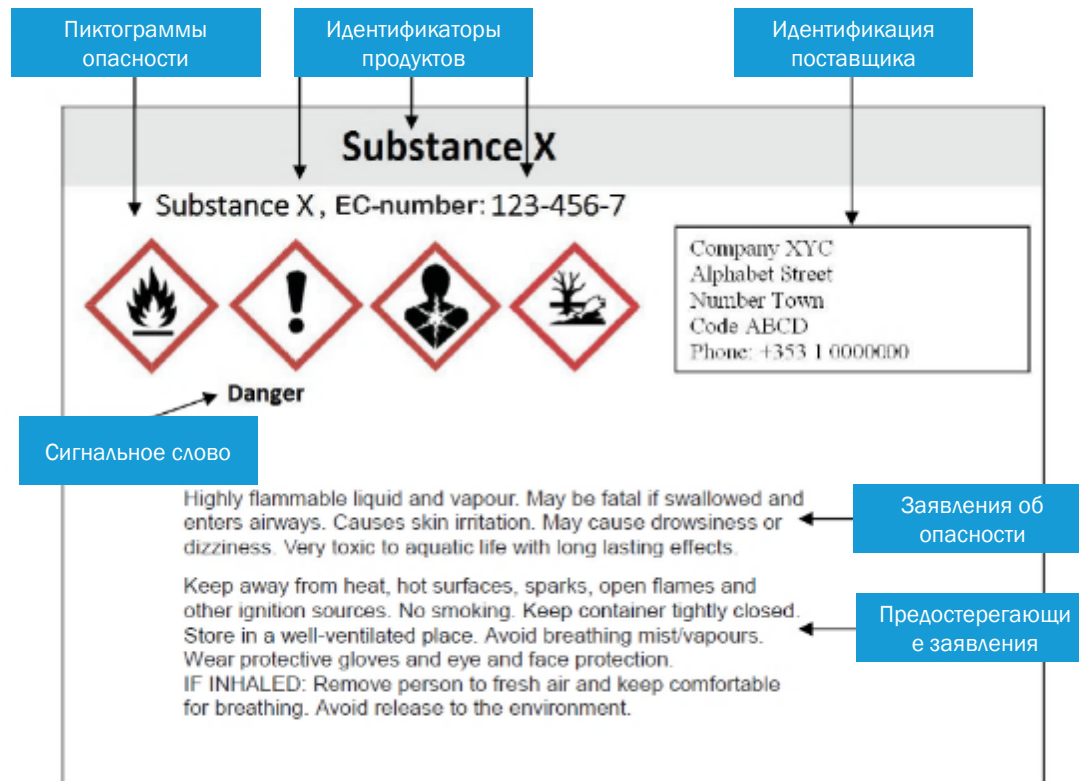 Пиктограммы
опасности
Идентификаторы
продуктов
Идентификация
поставщика
Substance X
Substance X, EC-number: 123-456-7
Company XYC
Alphabet Street
Number Town
Code ABCD
Phone: +353 1 0000000
Danger
Сигнальное слово
Highly flammable liquid and vapour. May be fatal if swallowed and
enters airways. Causes skin irritation. May cause drowsiness or
dizziness. Very toxic to aquatic life with long lasting effects.
Заявления об
опасности
Keep away from heat, hot surfaces, sparks, open flames and
other ignition sources. No smoking. Keep container tightly closed.
Store in a well-ventilated place. Avoid breathing mist/vapours.
Wear protective gloves and eye and face protection.
IF INHALED: Remove person to fresh air and keep comfortable
for breathing. Avoid release to the environment.
Предостерегающи
е заявления